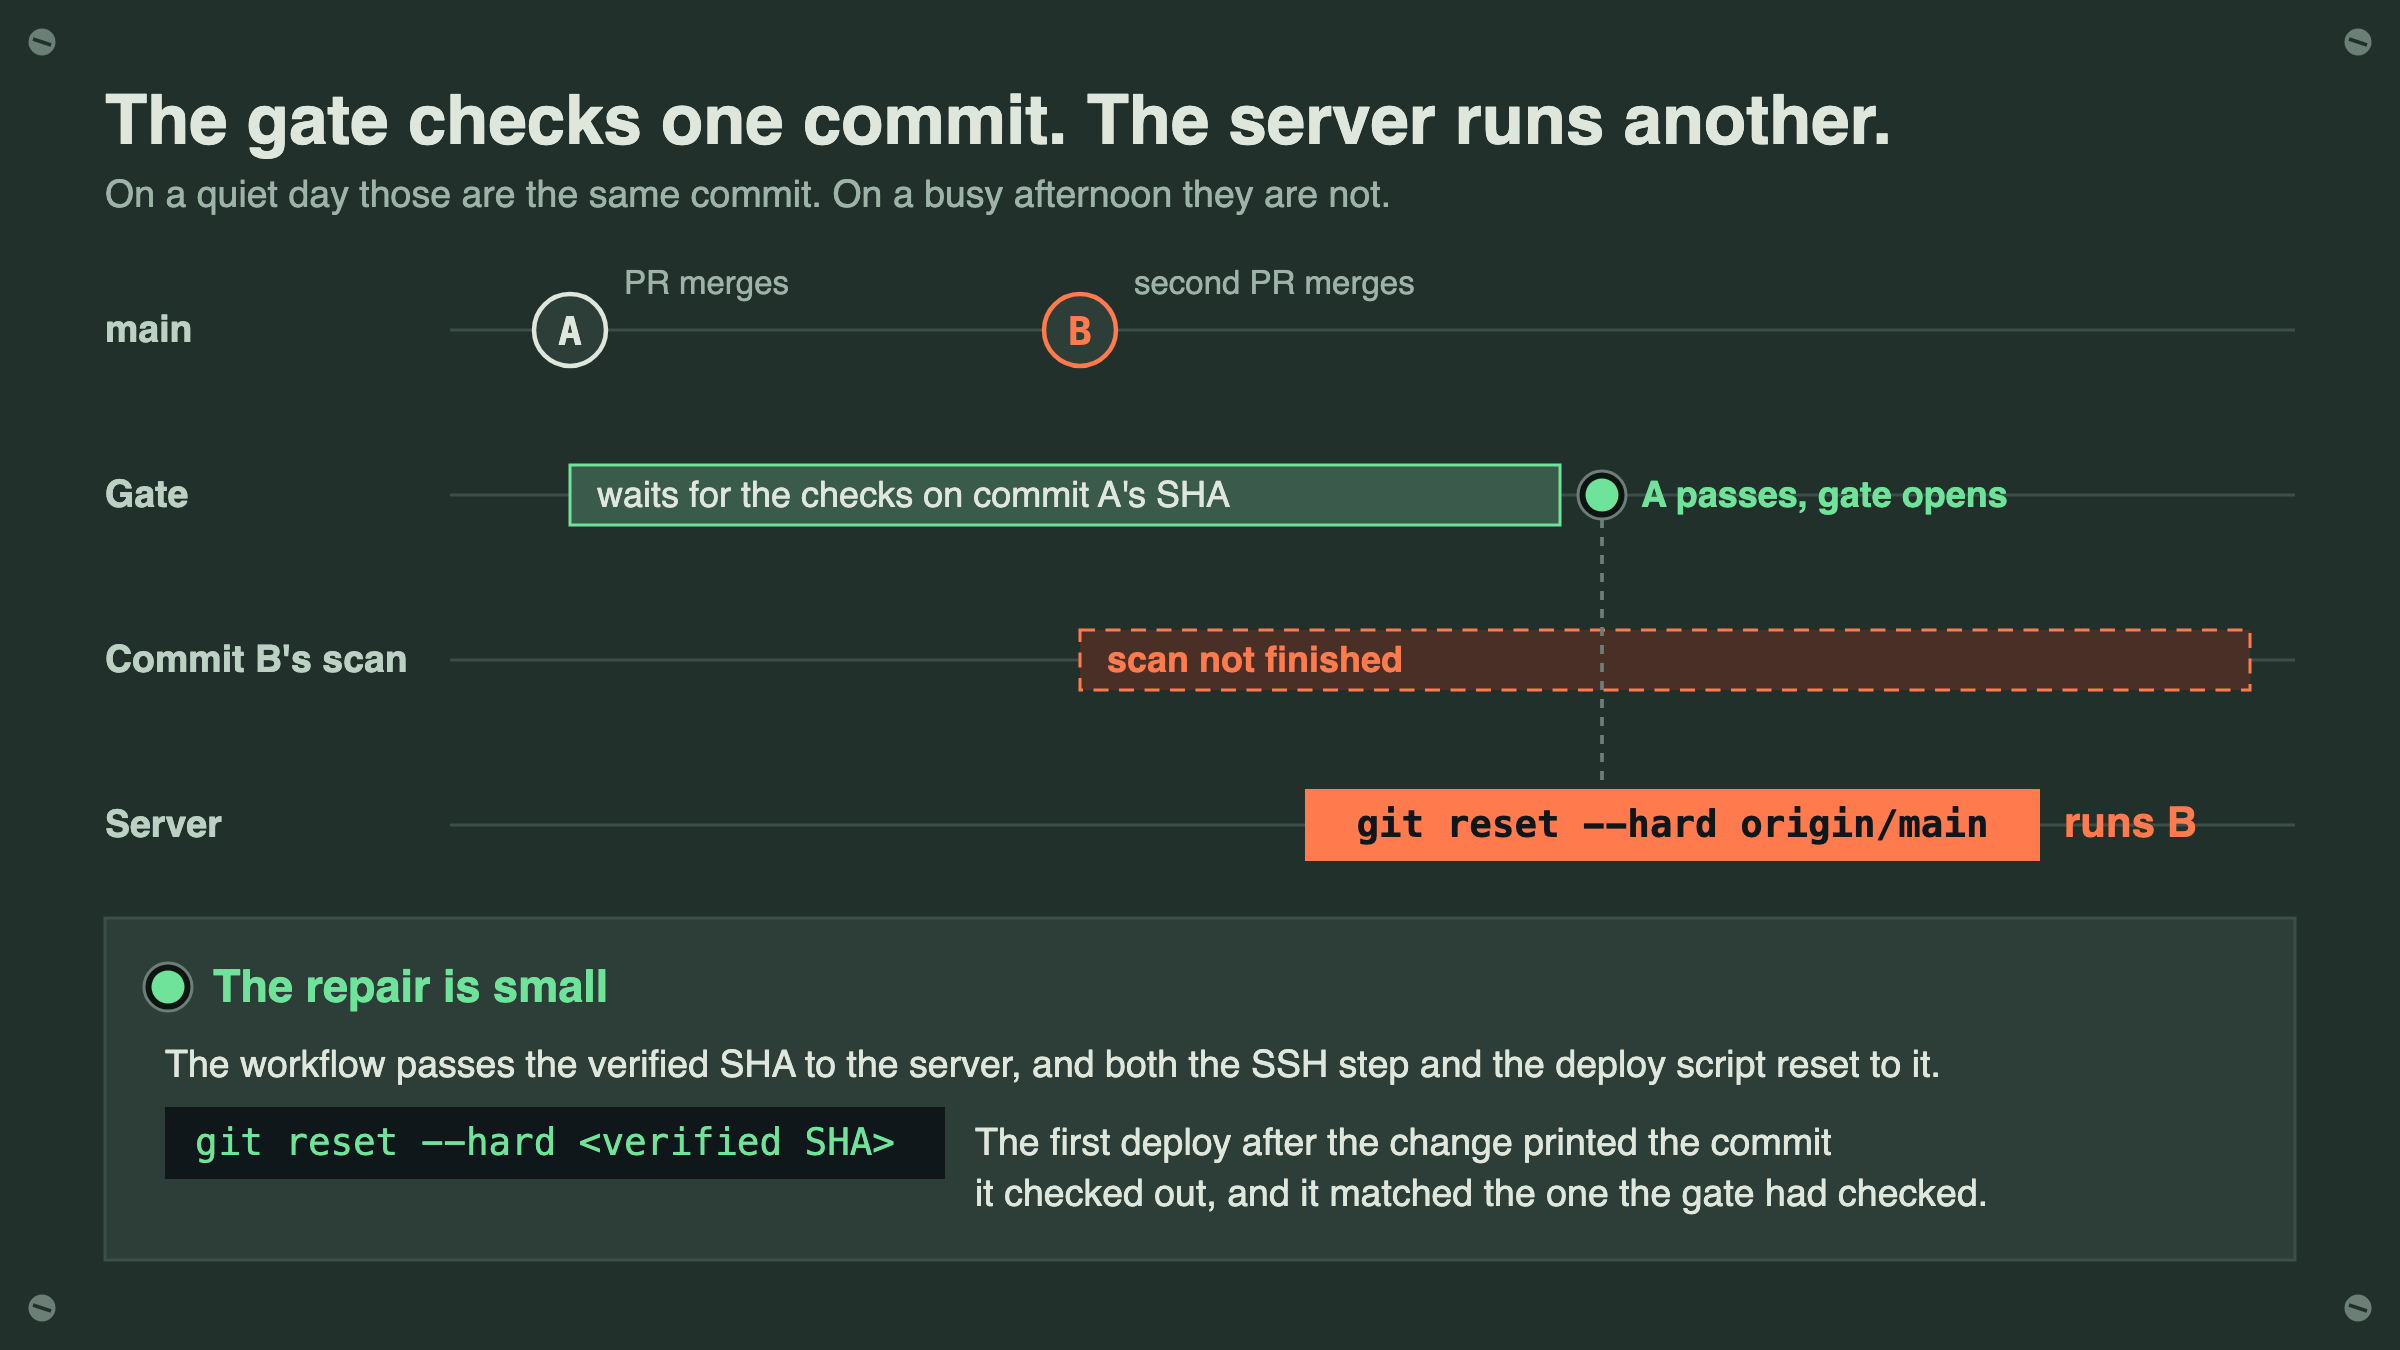 The gate checks one commit. The server runs another.
On a quiet day those are the same commit. On a busy afternoon they are not.
PR merges
second PR merges
main
A
B
Gate
waits for the checks on commit A's SHA
A passes, gate opens
Commit B's scan
scan not finished
Server
git reset --hard origin/main
runs B
The repair is small
The workflow passes the verified SHA to the server, and both the SSH step and the deploy script reset to it.
git reset --hard <verified SHA>
The first deploy after the change printed the commit
it checked out, and it matched the one the gate had checked.